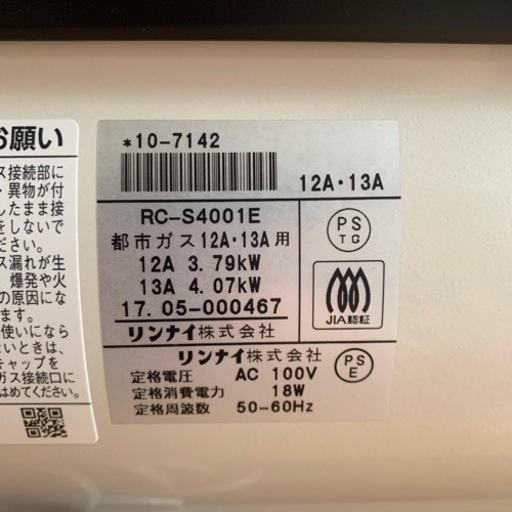 お願い
ス接続部に
・異物が付
したまま接
をしないで
ださい。
ス漏れが生
、爆発や火
の原因にな
ます。
使いになら
いときは、
キャップを
ガス接続口に
はめてください。
*10-7142
12A・13A
RC-S4001E
都市ガス12A・13A用
12A 3.79kW
13A 4.07kW
17.05-000467
リンナイ株式会社
PS
TG
JIA認証
リンナイ株式会社
定格電圧 AC 100V
定格消費電力 18W
定格周波数 50-60Hz
PS
E